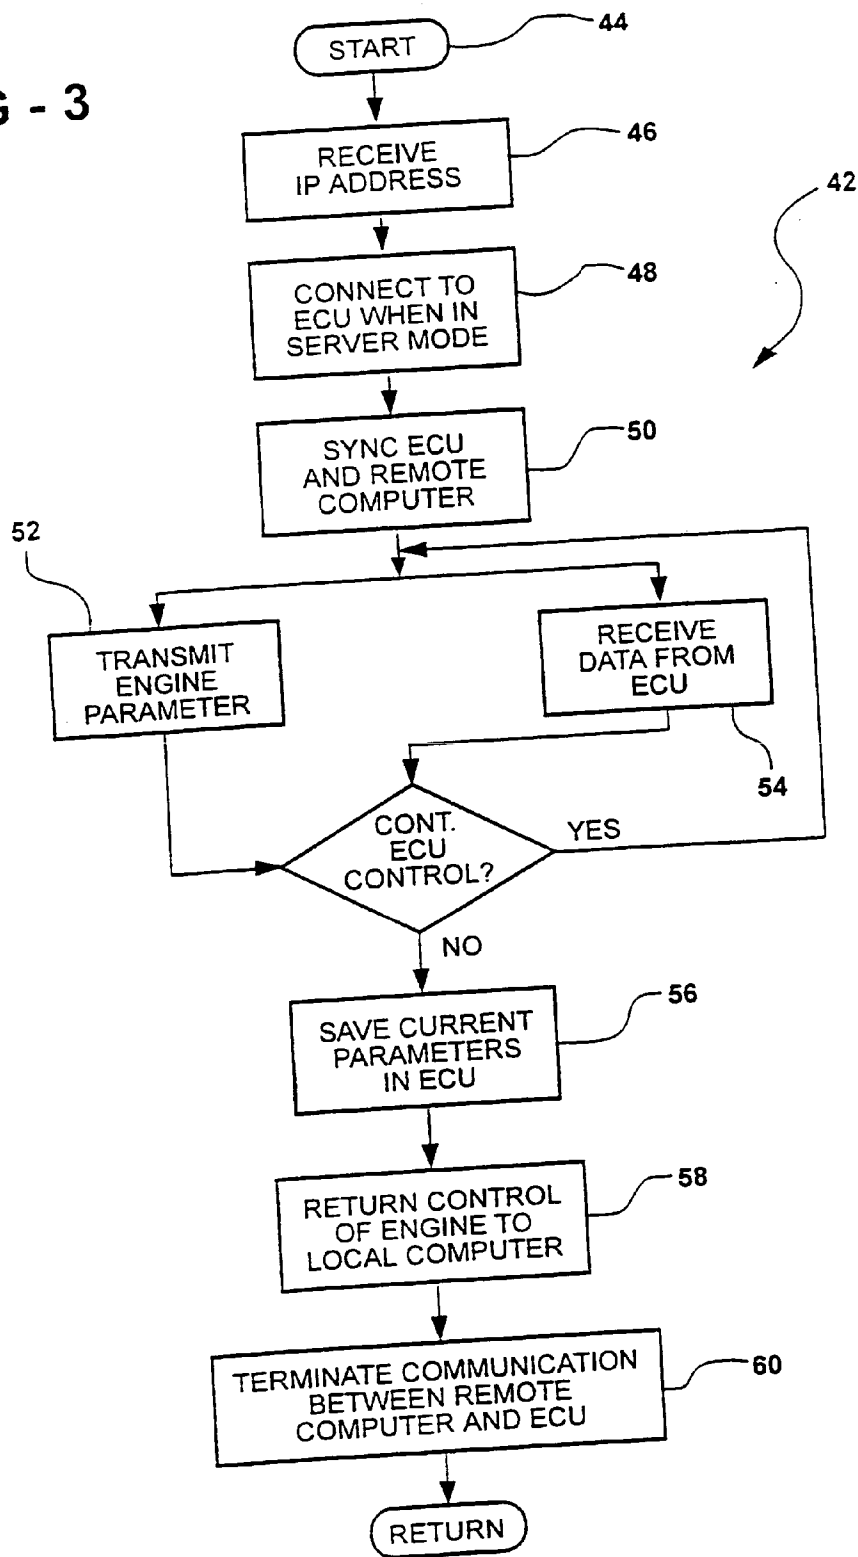 START
44
- 3
RECEIVE
IP ADDRESS
46
42
CONNECT TO
ECU WHEN IN
SERVER MODE
48
SYNC ECU
AND REMOTE
COMPUTER
50
52
TRANSMIT
ENGINE
PARAMETER
RECEIVE
DATA FROM
ECU
54
CONT.
ECU
CONTROL?
YES
NO
SAVE CURRENT
PARAMETERS
IN ECU
56
RETURN CONTROL
OF ENGINE TO
LOCAL COMPUTER
58
TERMINATE COMMUNICATION
BETWEEN REMOTE
COMPUTER AND ECU
60
RETURN